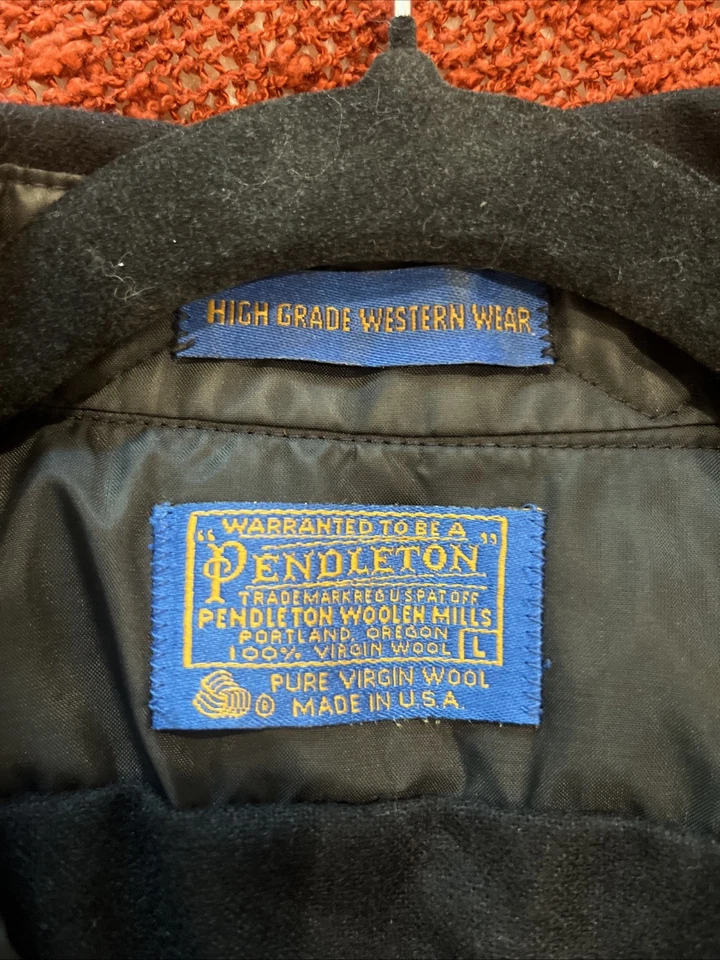 HIGH GRADE WESTERN WEAR
WARRANTED TO BE A
"PENDLETON"
TRADEMARK REG U S PAT OFF
PENDLETON WOOLEN MILLS
PORTLAND, OREGON
100% VIRGIN WOOL L
PURE VIRGIN WOOL
R MADE IN U.S.A.